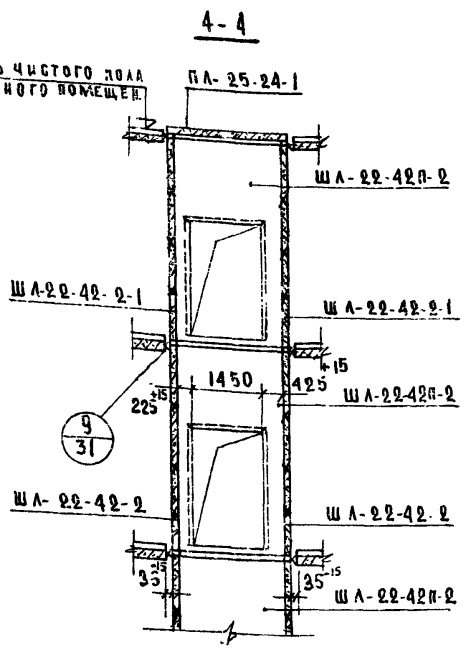 4-4
ЧИСТОГО ПОЛА
НОГО ПОМЕЩЕН.
ПЛ-25-24-1
ШЛ-22-42П-2
ШЛ-22-42-2-1
ШЛ-22-42-2-1
±15
1450
425
225±15
ШЛ-22-42П-2
9
31
ШЛ-22-42-2
ШЛ-22-42-2
35±15
35-15
ШЛ-22-42П-2